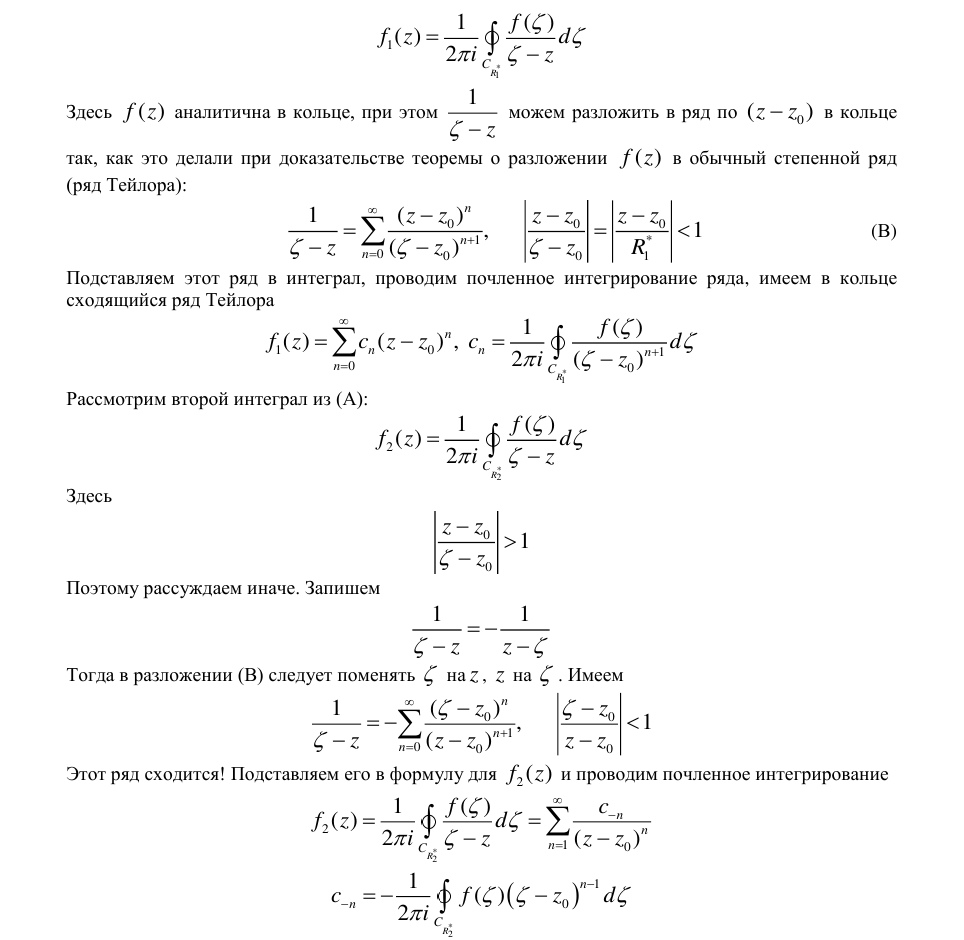 $f_1(z) = \frac{1}{2\pi i} \oint_{C_{R_1^*}} \frac{f(\zeta)}{\zeta - z} d\zeta$
Здесь $f(z)$ аналитична в кольце, при этом $\frac{1}{\zeta - z}$ можем разложить в ряд по $(z - z_0)$ в кольце
так, как это делали при доказательстве теоремы о разложении $f(z)$ в обычный степенной ряд
(ряд Тейлора):
$\frac{1}{\zeta - z} = \sum_{n=0}^{\infty} \frac{(z - z_0)^n}{(\zeta - z_0)^{n+1}}, \quad \left| \frac{z - z_0}{\zeta - z_0} \right| = \left| \frac{z - z_0}{R_1^*} \right| < 1$ (В)
Подставляем этот ряд в интеграл, проводим почленное интегрирование ряда, имеем в кольце
сходящийся ряд Тейлора
$f_1(z) = \sum_{n=0}^{\infty} c_n (z - z_0)^n, \; c_n = \frac{1}{2\pi i} \oint_{C_{R_1^*}} \frac{f(\zeta)}{(\zeta - z_0)^{n+1}} d\zeta$
Рассмотрим второй интеграл из (А):
$f_2(z) = \frac{1}{2\pi i} \oint_{C_{R_2^*}} \frac{f(\zeta)}{\zeta - z} d\zeta$
Здесь
$\left| \frac{z - z_0}{\zeta - z_0} \right| > 1$
Поэтому рассуждаем иначе. Запишем
$\frac{1}{\zeta - z} = -\frac{1}{z - \zeta}$
Тогда в разложении (В) следует поменять $\zeta$ на $z$, $z$ на $\zeta$. Имеем
$\frac{1}{\zeta - z} = -\sum_{n=0}^{\infty} \frac{(\zeta - z_0)^n}{(z - z_0)^{n+1}}, \quad \left| \frac{\zeta - z_0}{z - z_0} \right| < 1$
Этот ряд сходится! Подставляем его в формулу для $f_2(z)$ и проводим почленное интегрирование
$f_2(z) = \frac{1}{2\pi i} \oint_{C_{R_2^*}} \frac{f(\zeta)}{\zeta - z} d\zeta = \sum_{n=1}^{\infty} \frac{c_{-n}}{(z - z_0)^n}$
$c_{-n} = -\frac{1}{2\pi i} \oint_{C_{R_2^*}} f(\zeta) (\zeta - z_0)^{n-1} d\zeta$